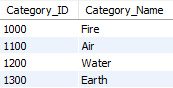 Category_ID Category_Name
1000 Fire
1100 Air
1200 Water
1300 Earth